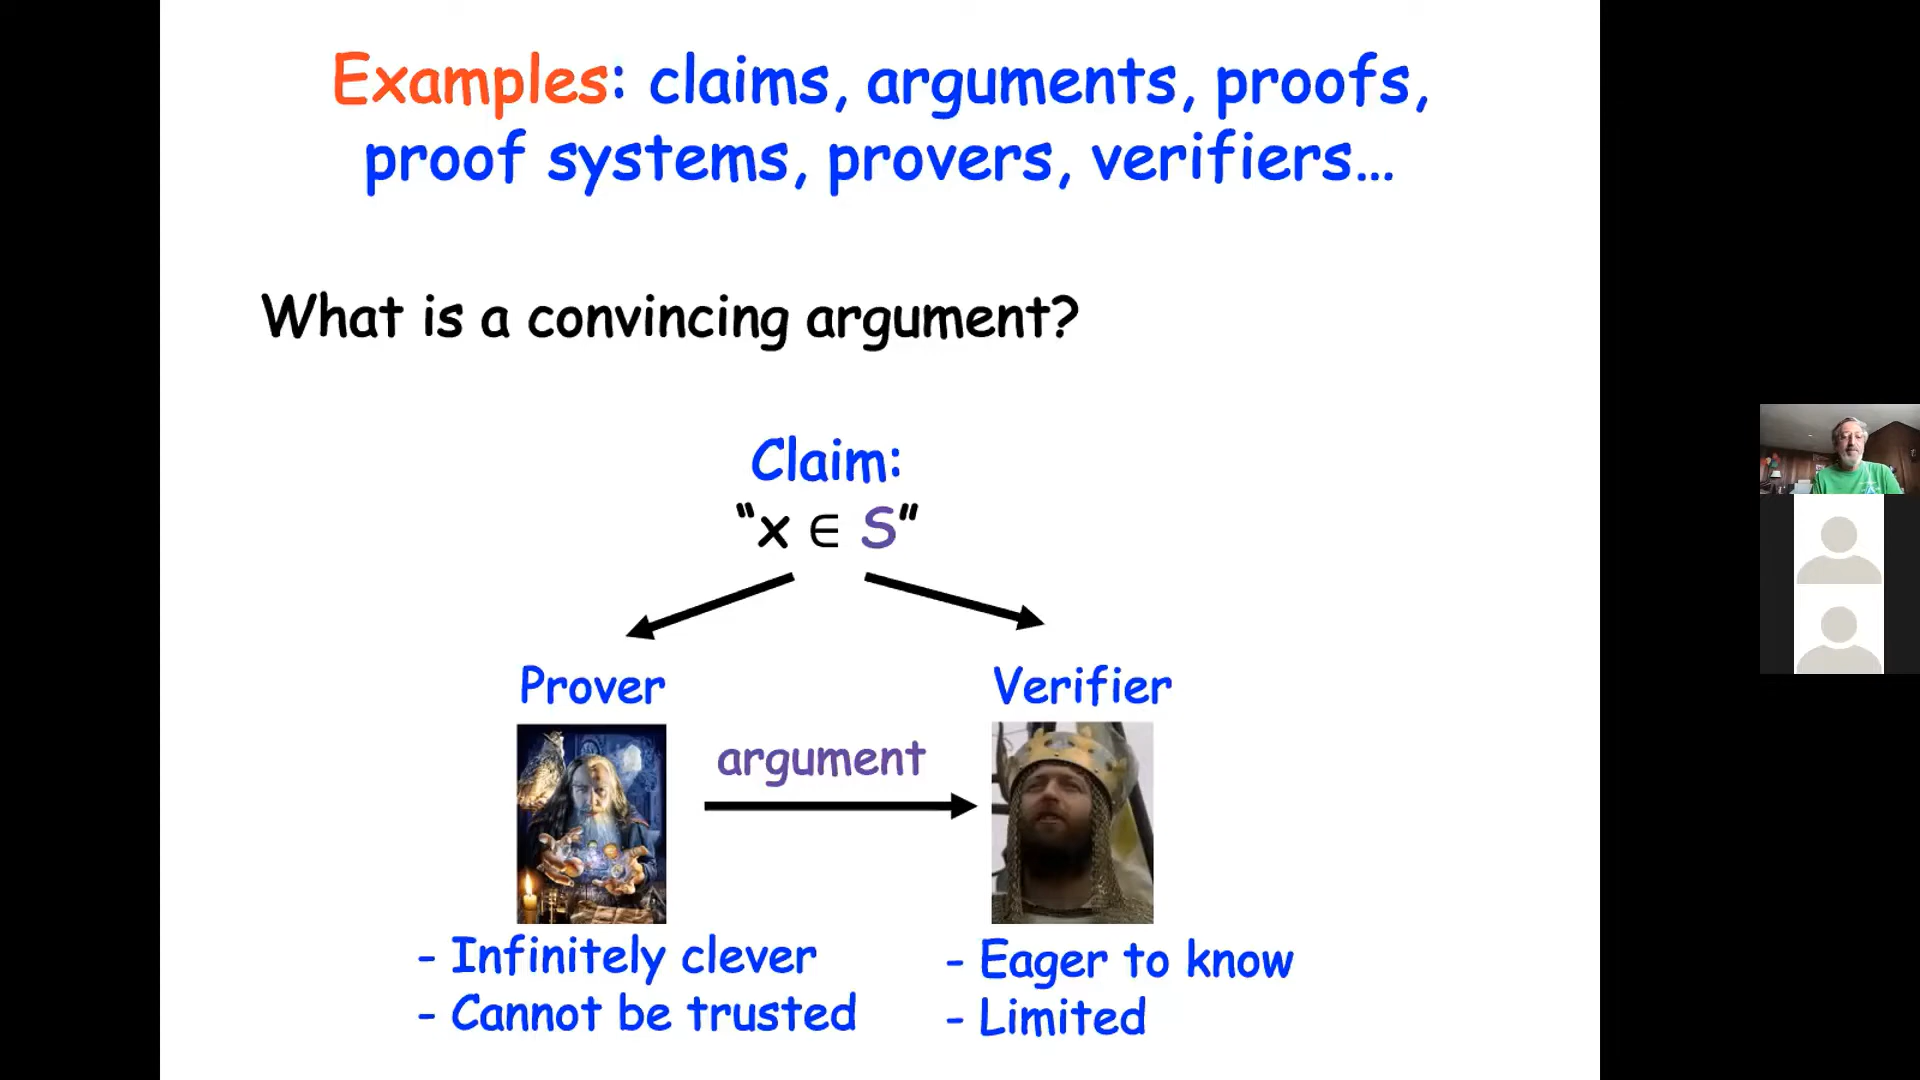 Examples: claims, arguments, proofs,
proof systems, provers, verifiers...
What is a convincing argument?
Claim:
"x ∈ S"
Prover
Verifier
argument
- Infinitely clever
- Cannot be trusted
- Eager to know
- Limited